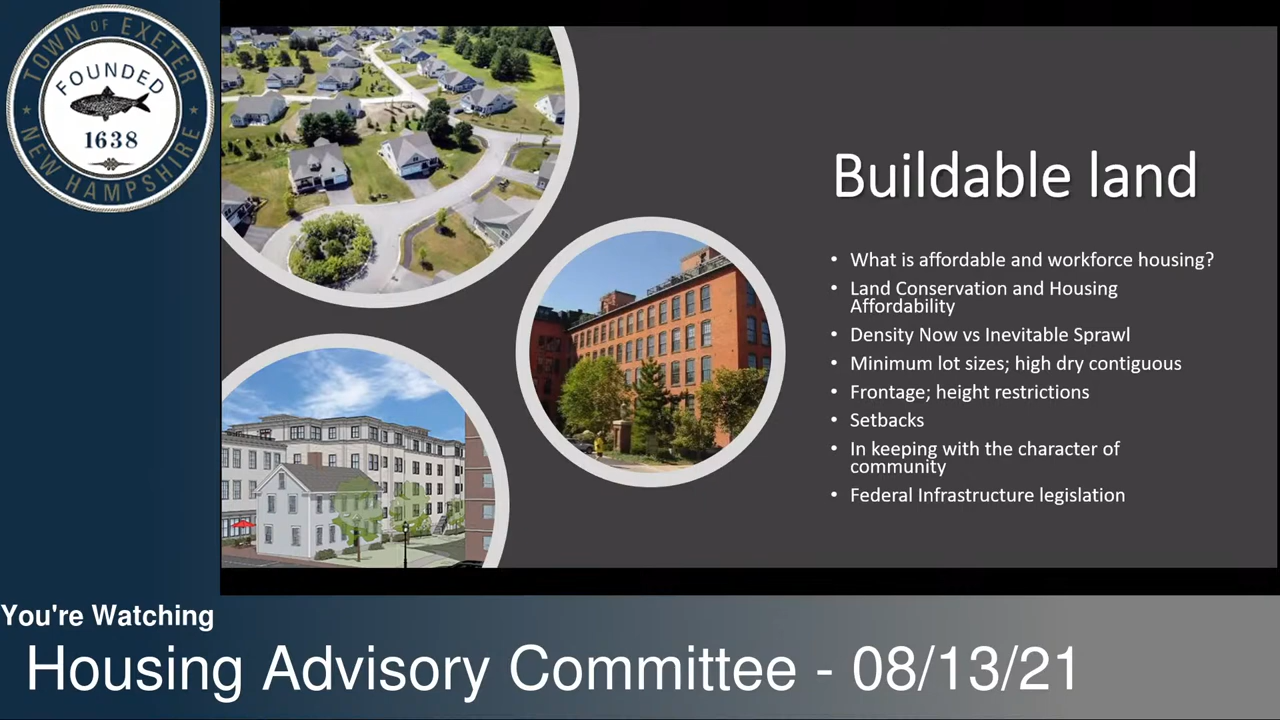 TOWN OF EXETER
FOUNDED
1638
NEW HAMPSHIRE
Buildable land
• What is affordable and workforce housing?
• Land Conservation and Housing
Affordability
• Density Now vs Inevitable Sprawl
• Minimum lot sizes; high dry contiguous
• Frontage; height restrictions
• Setbacks
• In keeping with the character of
community
• Federal Infrastructure legislation
You're Watching
Housing Advisory Committee - 08/13/21